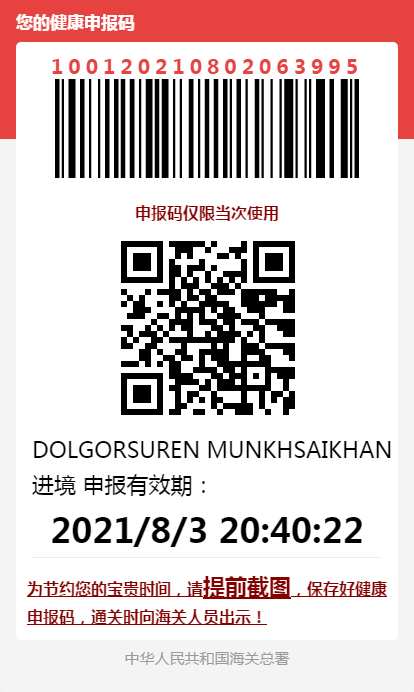 您的健康申报码
100120210802063995
申报码仅限当次使用
DOLGORSUREN MUNKHSAIKHAN
进境 申报有效期：
2021/8/3 20:40:22
为节约您的宝贵时间，请提前截图，保存好健康
申报码，通关时向海关人员出示！
中华人民共和国海关总署